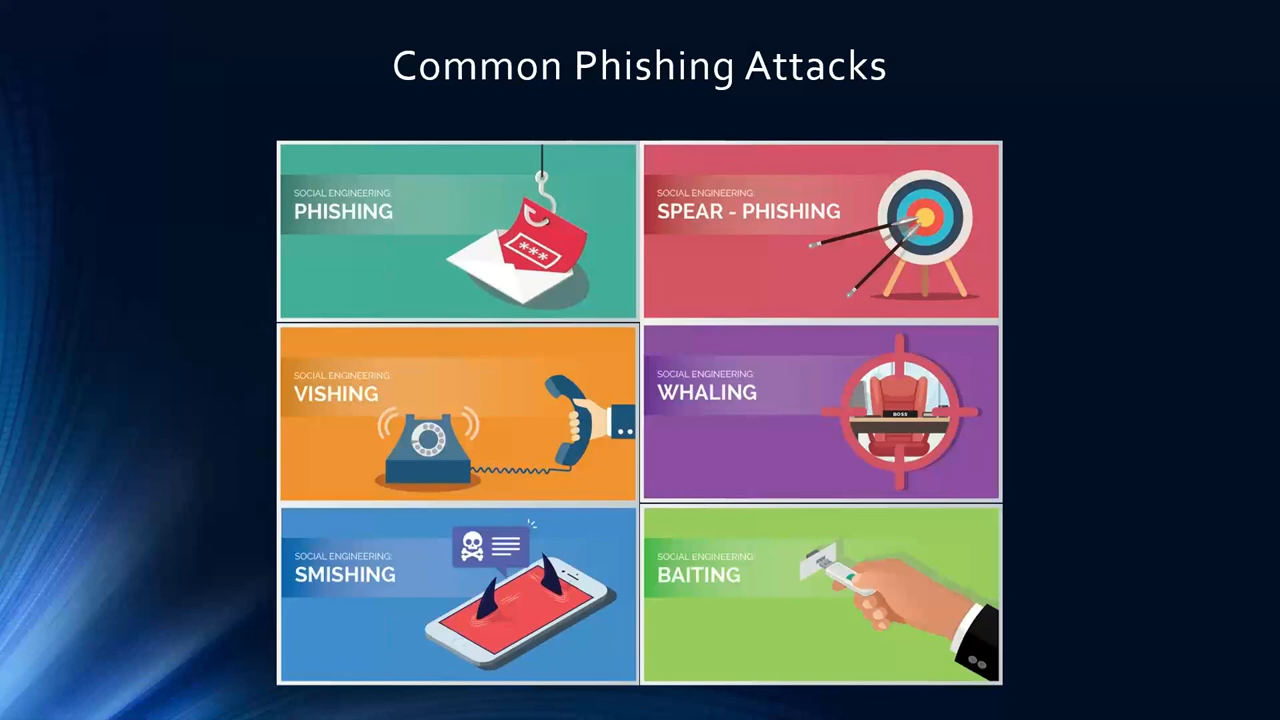 Common Phishing Attacks
SOCIAL ENGINEERING:
PHISHING
***
SOCIAL ENGINEERING:
SPEAR - PHISHING
SOCIAL ENGINEERING:
VISHING
SOCIAL ENGINEERING:
WHALING
BOSS
SOCIAL ENGINEERING:
SMISHING
SOCIAL ENGINEERING:
BAITING